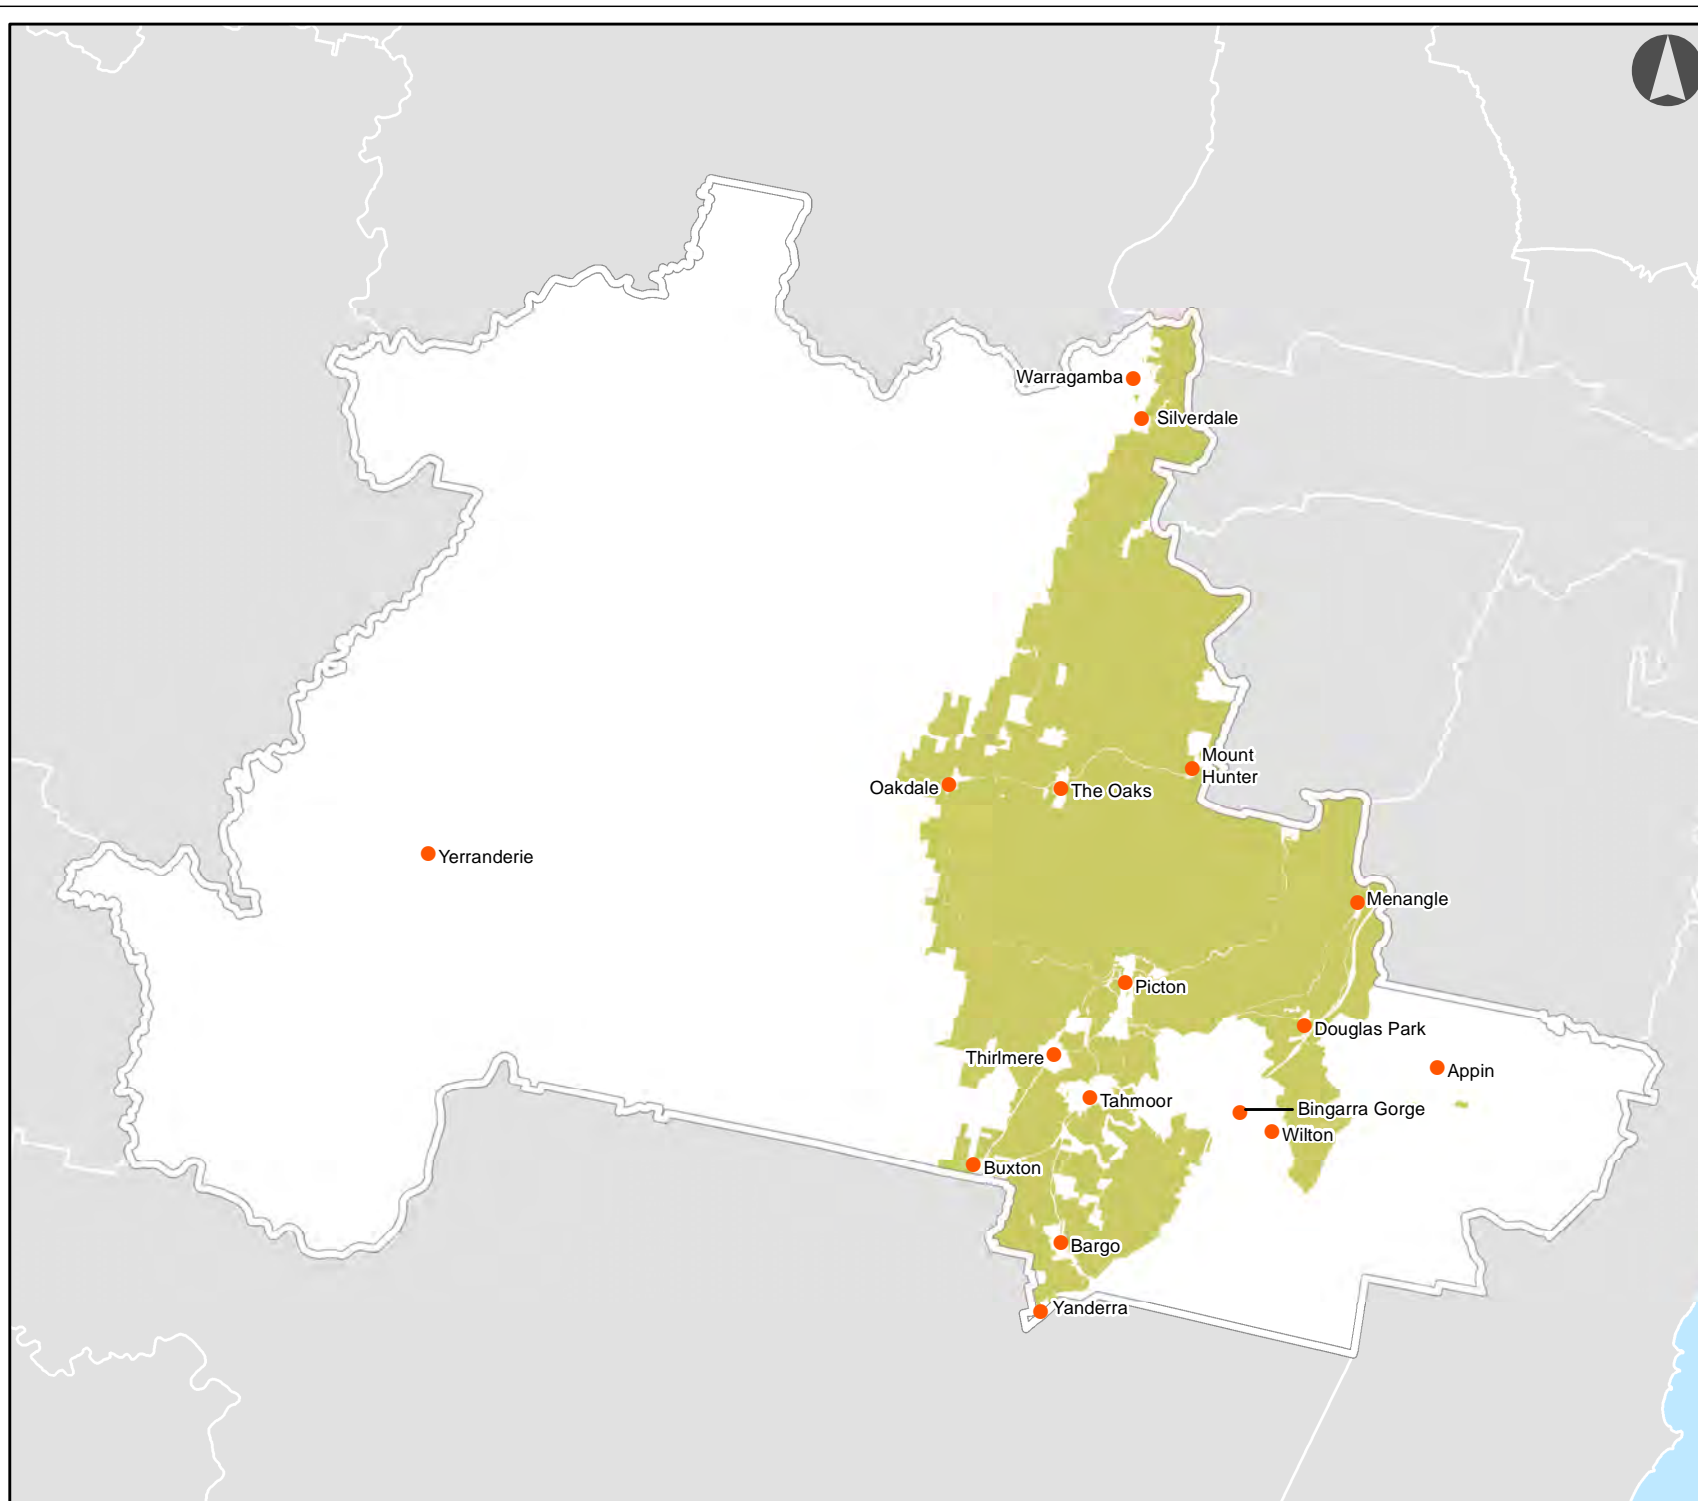 Warragamba
Silverdale
Mount
Hunter
Oakdale
The Oaks
Yerranderie
Menangle
Picton
Douglas Park
Thirlmere
Appin
Tahmoor
Bingarra Gorge
Wilton
Buxton
Bargo
Yanderra